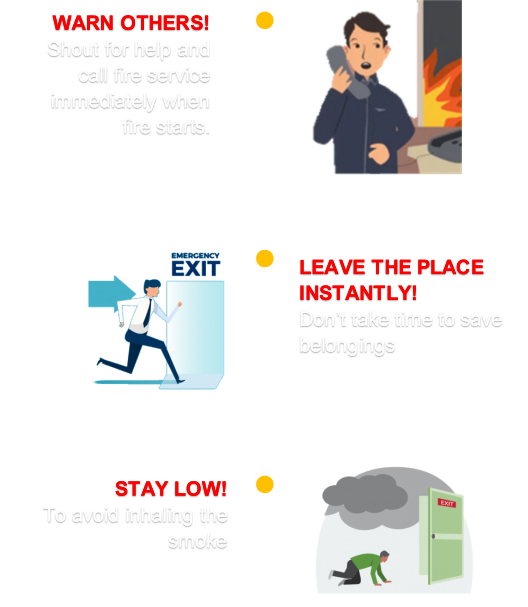 WARN OTHERS!
Shout for help and
call fire service
immediately when
fire starts.
EMERGENCY
EXIT
LEAVE THE PLACE
INSTANTLY!
Don't take time to save
belongings
STAY LOW!
To avoid inhaling the
smoke
EXIT